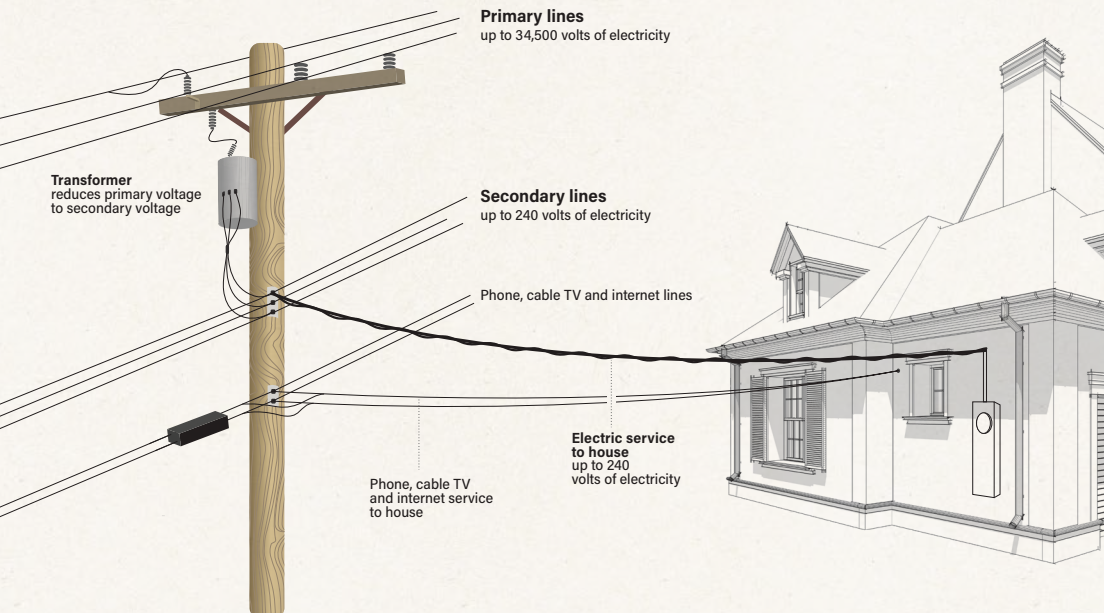 Primary lines
up to 34,500 volts of electricity
Transformer
reduces primary voltage
to secondary voltage
Secondary lines
up to 240 volts of electricity
Phone, cable TV and internet lines
Electric service
to house
up to 240
volts of electricity
Phone, cable TV
and internet service
to house